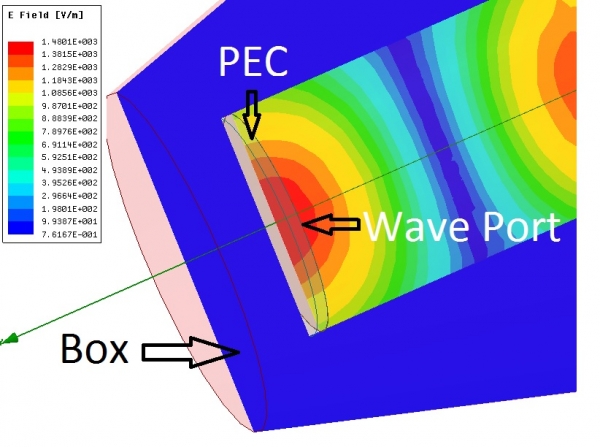 E Field [V/m]
1.4801E+003
1.3815E+003
1.2829E+003
1.1843E+003
1.0856E+003
9.8701E+002
8.8839E+002
7.8976E+002
6.9114E+002
5.9251E+002
4.9389E+002
3.9526E+002
2.9664E+002
1.9801E+002
9.9387E+001
7.6167E-001
PEC
Wave Port
Box